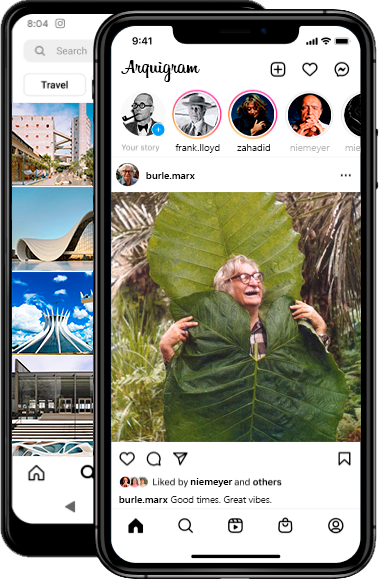 8:04
Search
Travel
9:41
Arquigram
Your story
frank.lloyd
zahadid
niemeyer
mie
burle.marx
Liked by niemeyer and others
burle.marx Good times. Great vibes.